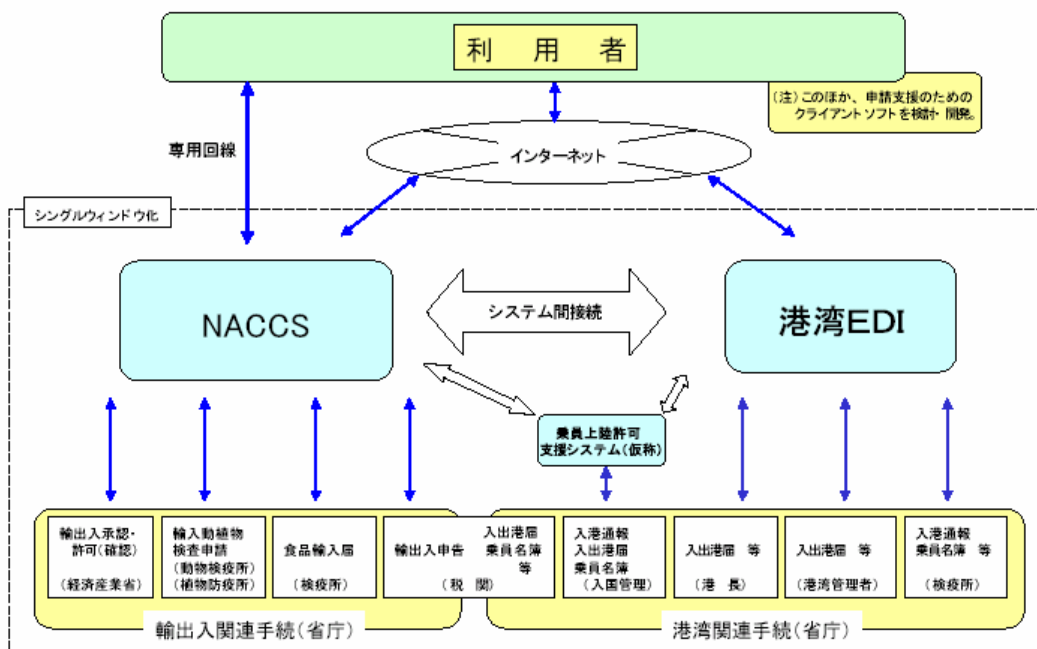 利 用 者
(注)このほか、申請支援のための
クライアントソフトを検討・開発。
専用回線
インターネット
シングルウィンドウ化
NACCS
システム間接続
港湾EDI
乗員上陸許可
支援システム(仮称)
輸出入承認・
許可(確認)
(経済産業省)
輸入動植物
検査申請
(動物検疫所)
(植物防疫所)
食品輸入届
(検疫所)
輸出入申告
入出港届
乗員名簿
等
(税 関)
入港通報
入出港届
乗員名簿
(入国管理)
入出港届 等
(港 長)
入出港届 等
(港湾管理者)
入港通報
乗員名簿 等
(検疫所)
輸出入関連手続(省庁)
港湾関連手続(省庁)